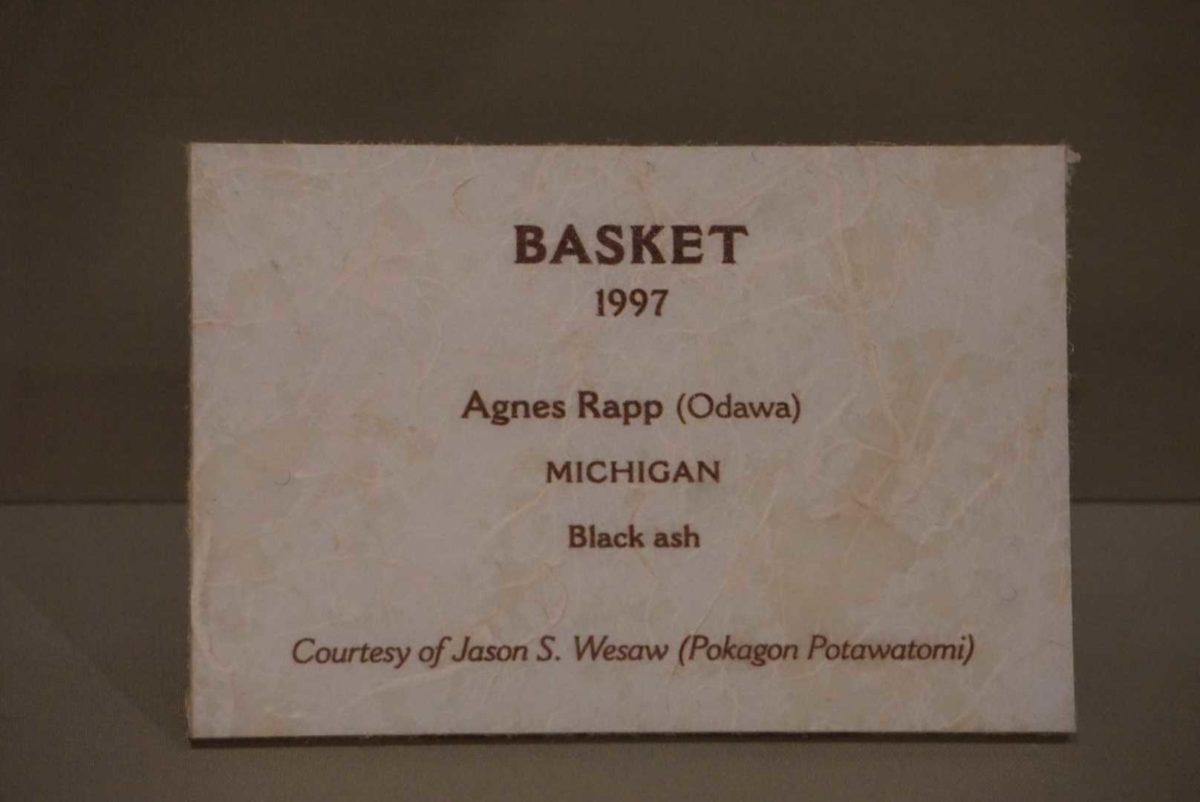 BASKET
1997
Agnes Rapp (Odawa)
MICHIGAN
Black ash
Courtesy of Jason S. Wesaw (Pokagon Potawatomi)